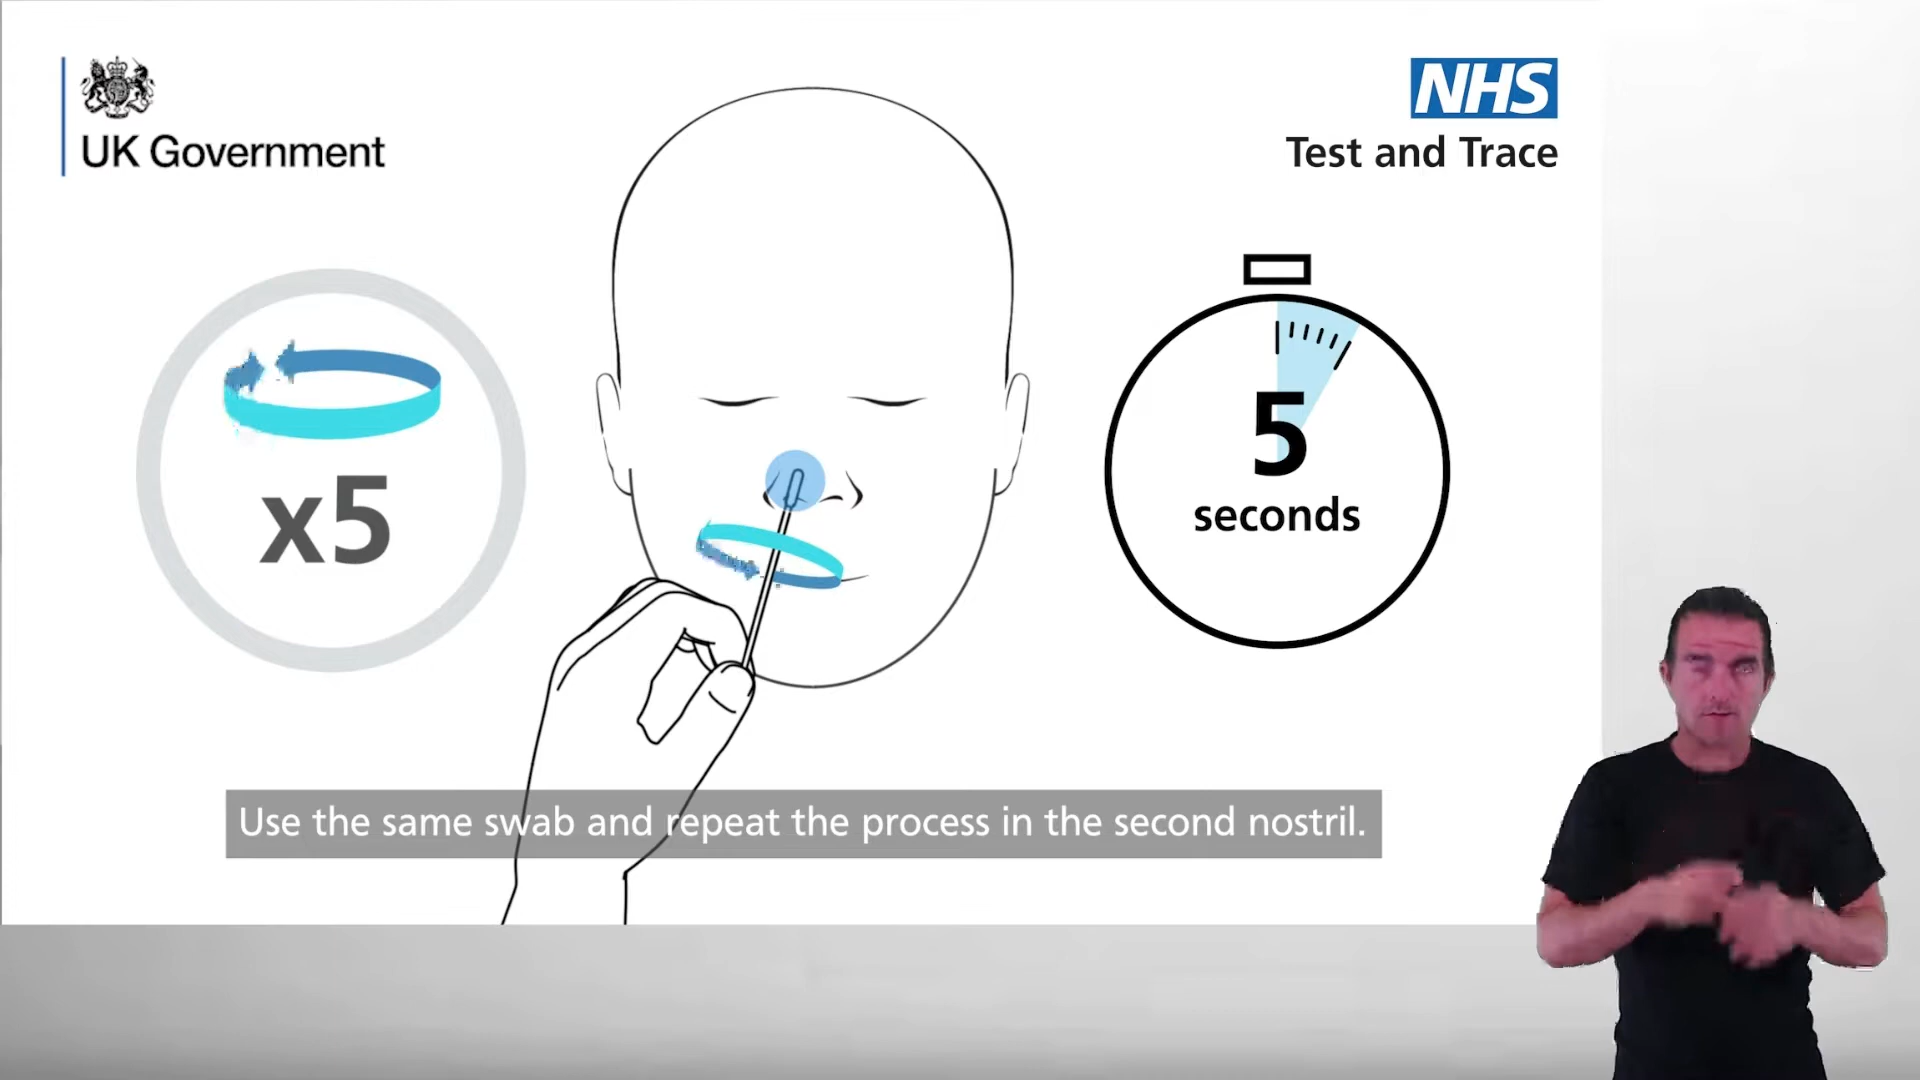 UK Government
NHS
Test and Trace
x5
5
seconds
Use the same swab and repeat the process in the second nostril.